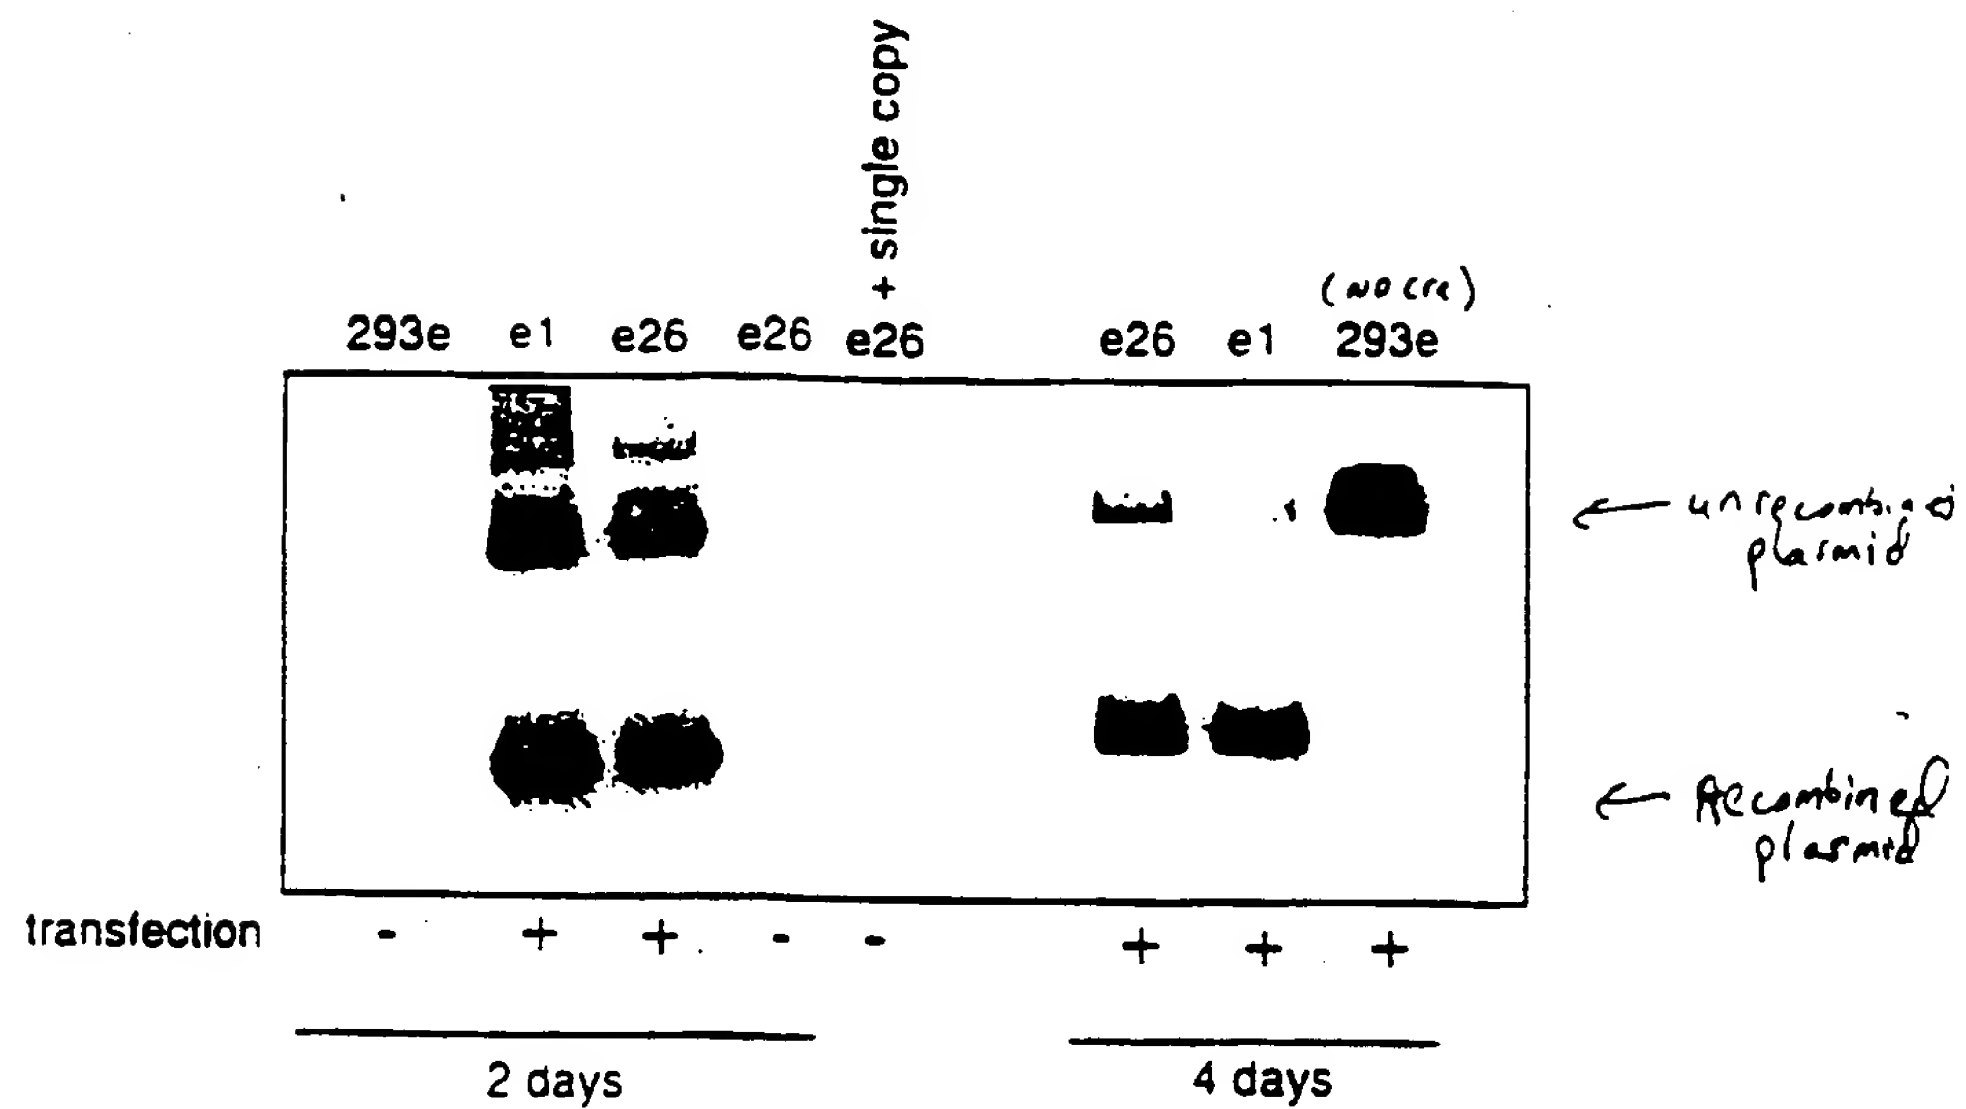 + single copy
(no cre)
293e e1 e26 e26 e26 e26 e1 293e
unrecombined
plasmid
Recombined
plasmid
transfection - + + - - + + +
2 days 4 days